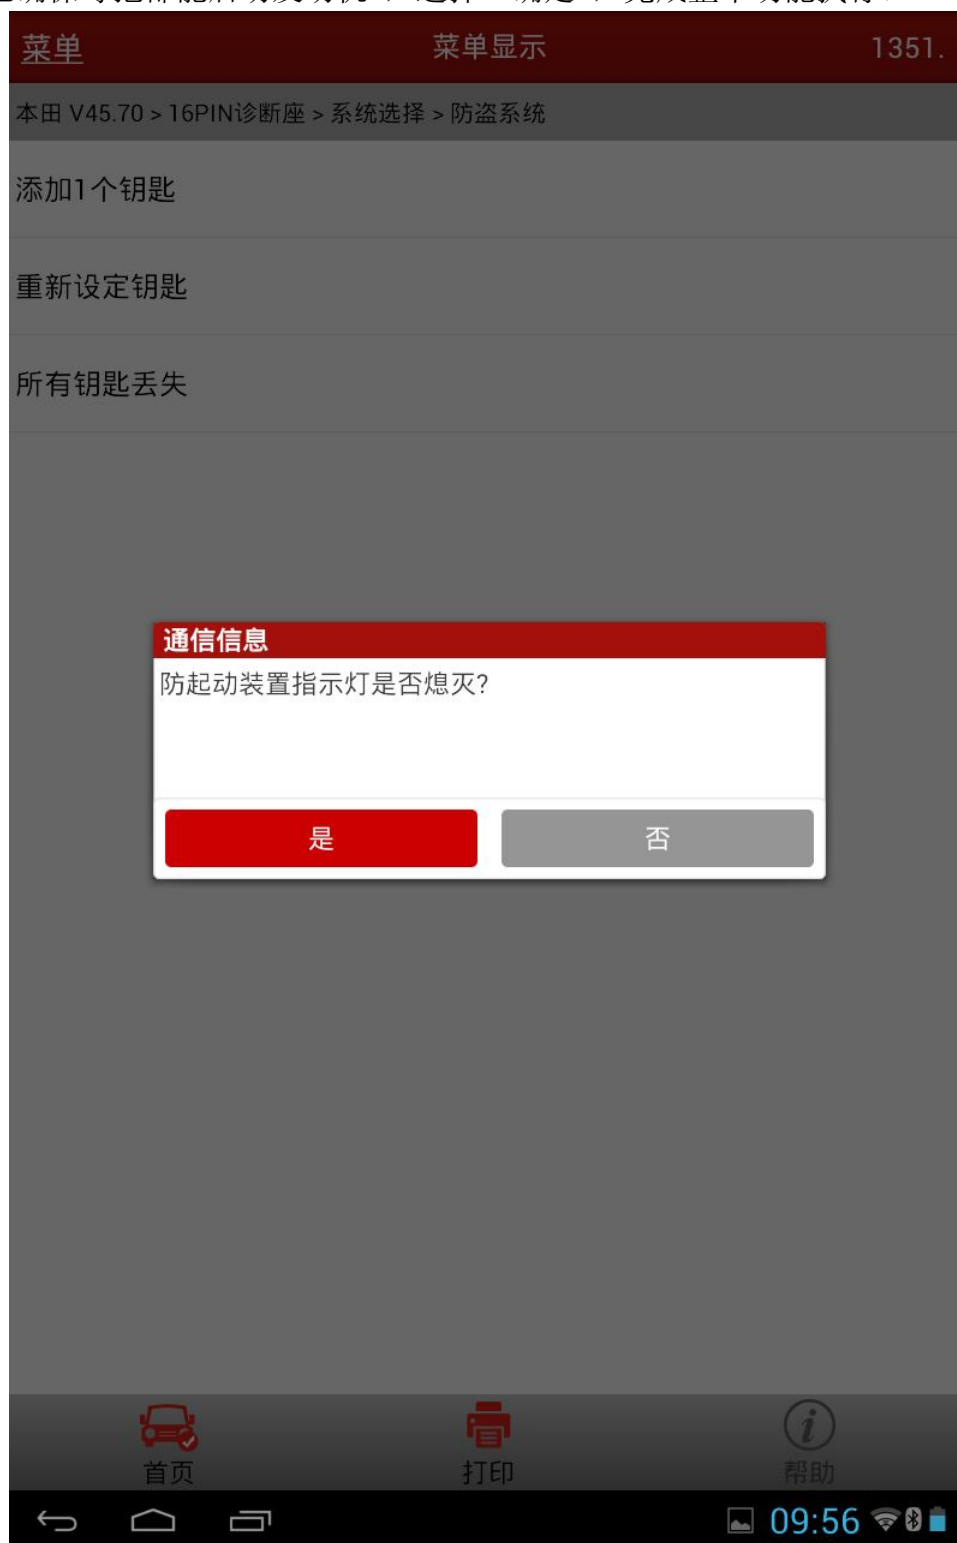 菜单 菜单显示 1351.
本田 V45.70 > 16PIN诊断座 > 系统选择 > 防盗系统
添加1个钥匙
重新设定钥匙
所有钥匙丢失
通信信息
防起动装置指示灯是否熄灭?
是 否
首页 打印 帮助
09:56